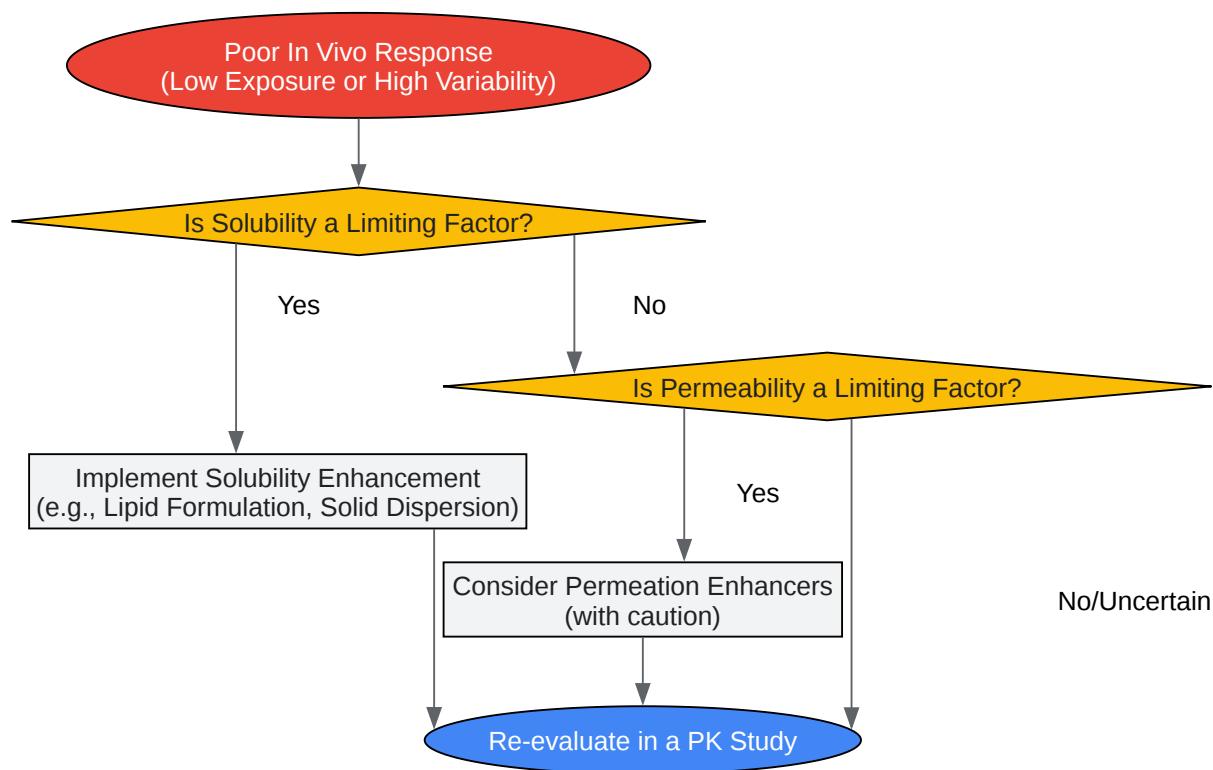 Poor In Vivo Response
(Low Exposure or High Variability)
Is Solubility a Limiting Factor?
Yes
No
Is Permeability a Limiting Factor?
Implement Solubility Enhancement
(e.g., Lipid Formulation, Solid Dispersion)
Yes
Consider Permeation Enhancers
(with caution)
No/Uncertain
Re-evaluate in a PK Study